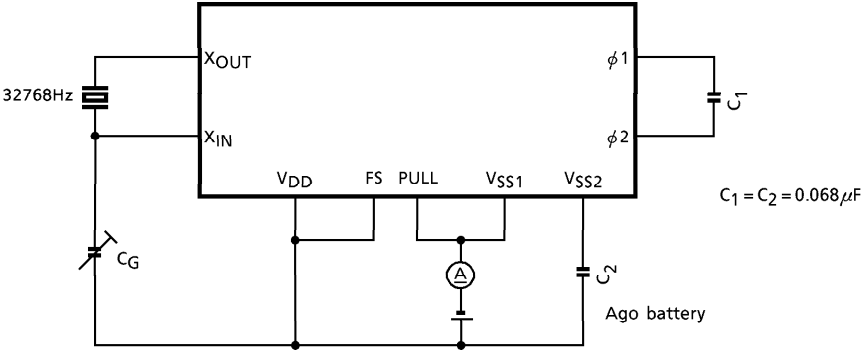 XOUT
ϕ1
32768Hz
C1
XIN
ϕ2
VDD
FS
PULL
VSS1
VSS2
C1 = C2 = 0.068μF
CG
A
C2
Ago battery